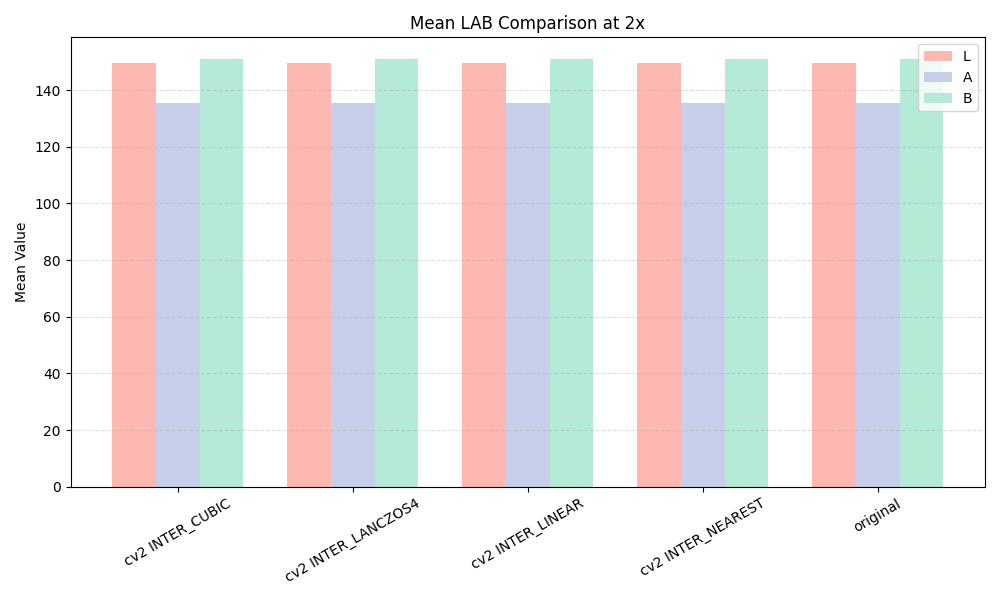 Mean LAB Comparison at 2x
L
A
B
Mean Value
140
120
100
80
60
40
20
0
cv2 INTER_CUBIC
cv2 INTER_LANCZOS4
cv2 INTER_LINEAR
cv2 INTER_NEAREST
original